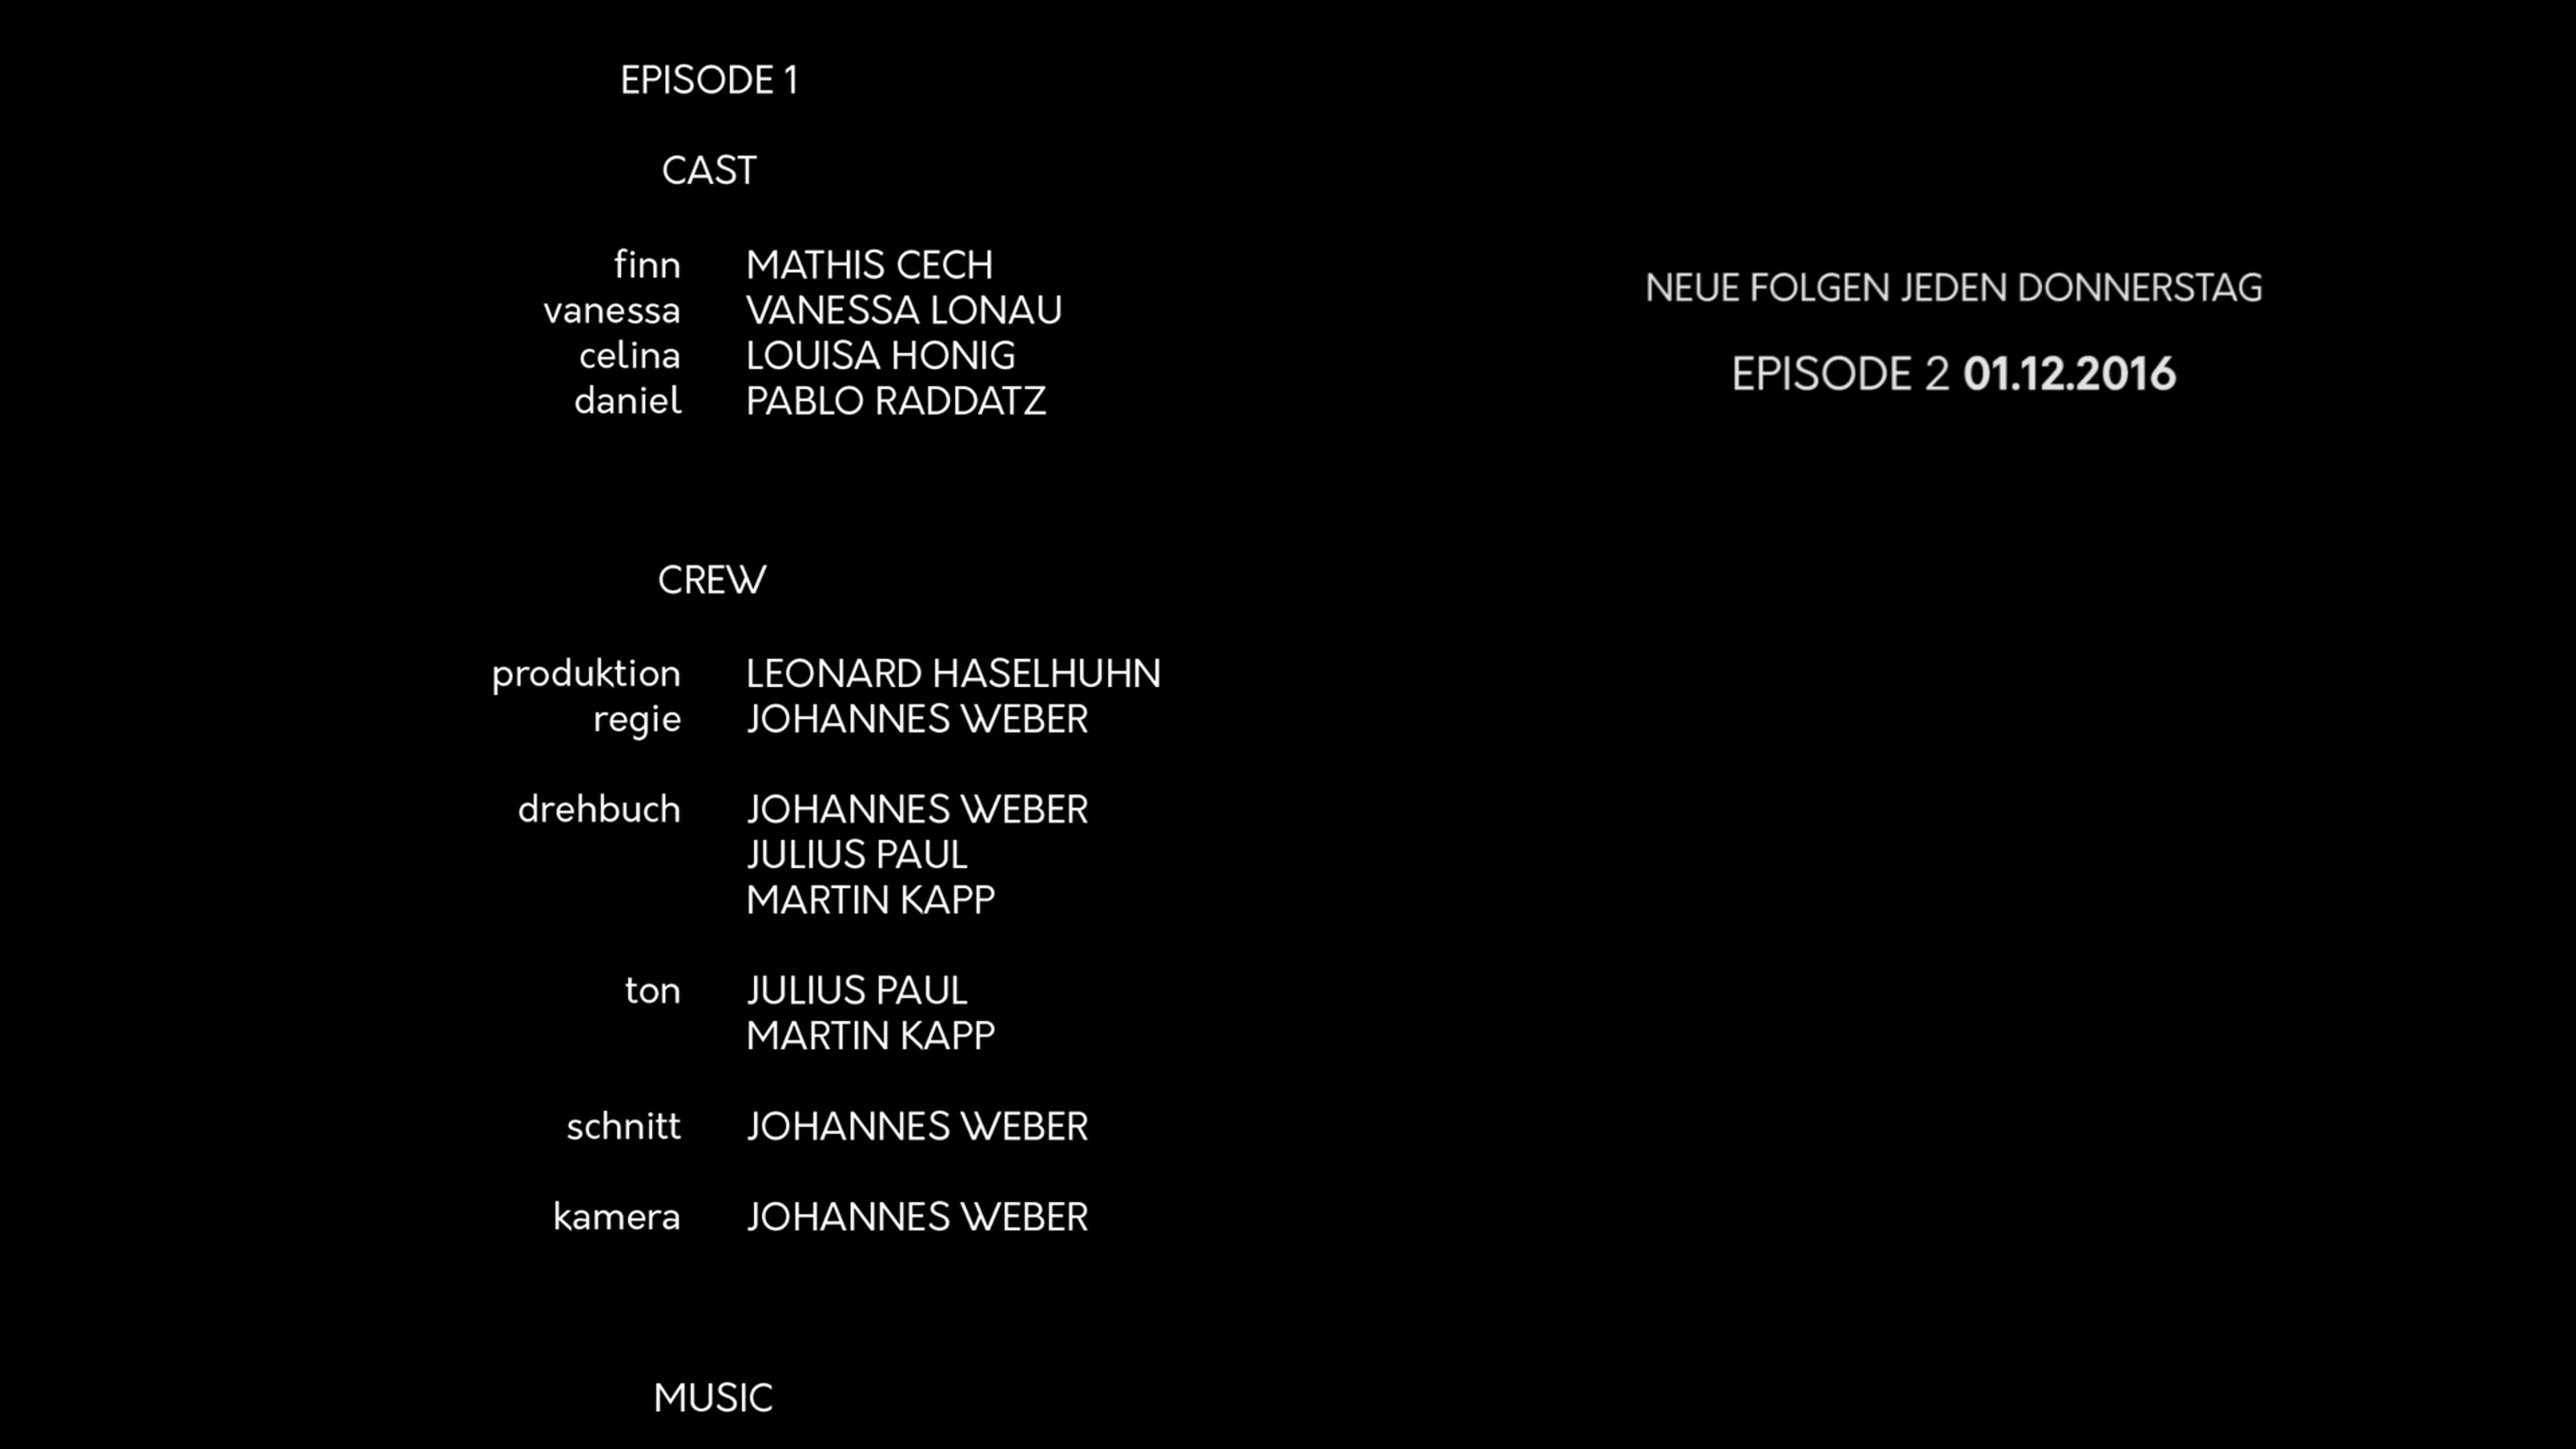 EPISODE 1
CAST
finn MATHIS CECH
vanessa VANESSA LONAU
celina LOUISA HONIG
daniel PABLO RADDATZ
CREW
produktion LEONARD HASELHUHN
regie JOHANNES WEBER
drehbuch JOHANNES WEBER
JULIUS PAUL
MARTIN KAPP
ton JULIUS PAUL
MARTIN KAPP
schnitt JOHANNES WEBER
kamera JOHANNES WEBER
MUSIC
NEUE FOLGEN JEDEN DONNERSTAG
EPISODE 2 01.12.2016